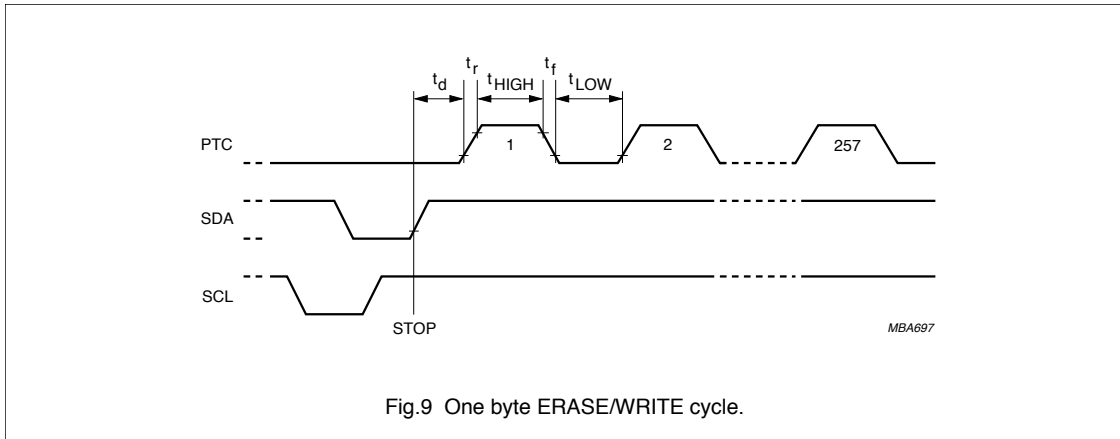 t_d t_r t_HIGH t_f t_LOW
PTC 1 2 257
SDA
SCL
STOP
MBA697
Fig.9 One byte ERASE/WRITE cycle.